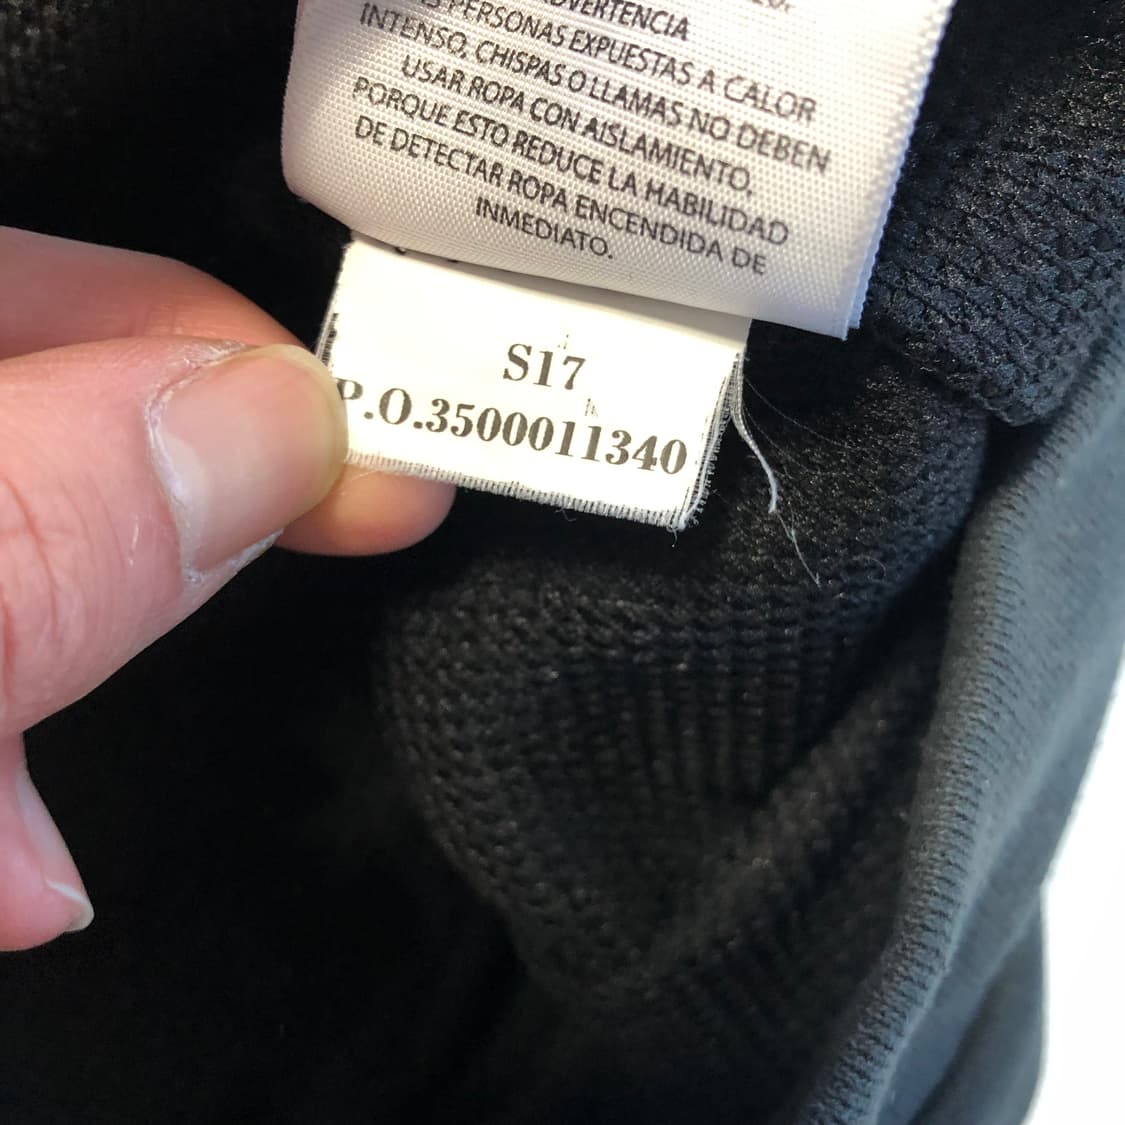 ADVERTENCIA
PERSONAS EXPUESTAS A CALOR
INTENSO, CHISPAS O LLAMAS NO DEBEN
USAR ROPA CON AISLAMIENTO,
PORQUE ESTO REDUCE LA HABILIDAD
DE DETECTAR ROPA ENCENDIDA DE
INMEDIATO.
S17
P.O.3500011340